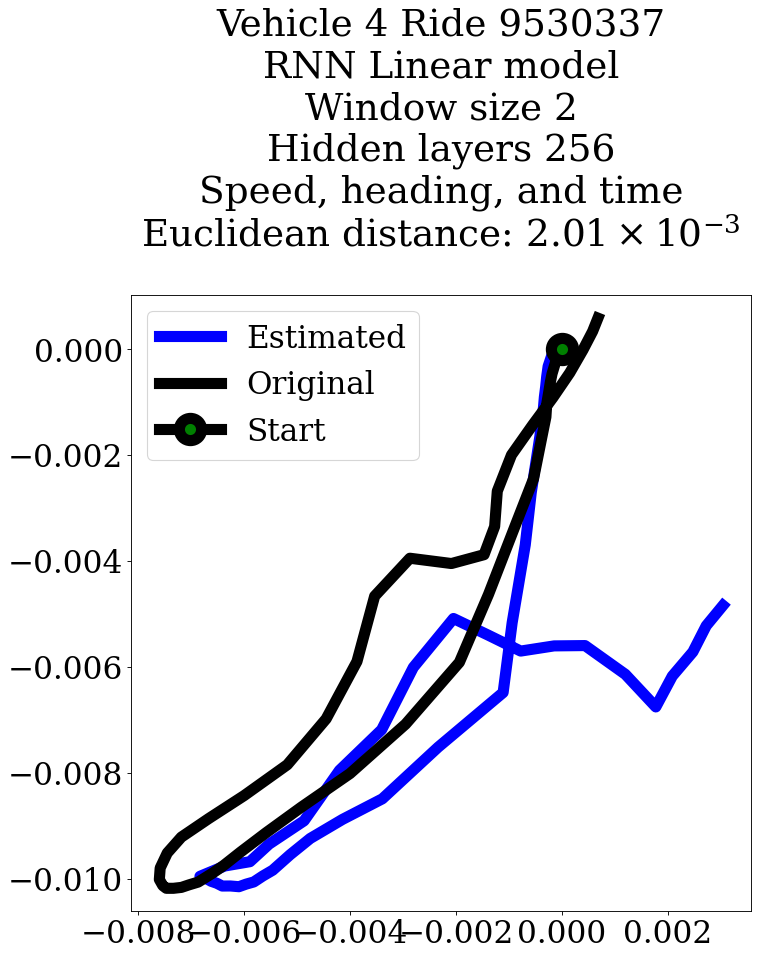 Vehicle 4 Ride 9530337
RNN Linear model
Window size 2
Hidden layers 256
Speed, heading, and time
Euclidean distance: 2.01 × 10⁻³
Estimated
Original
Start
0.000
−0.002
−0.004
−0.006
−0.008
−0.010
−0.008 −0.006 −0.004 −0.002 0.000 0.002